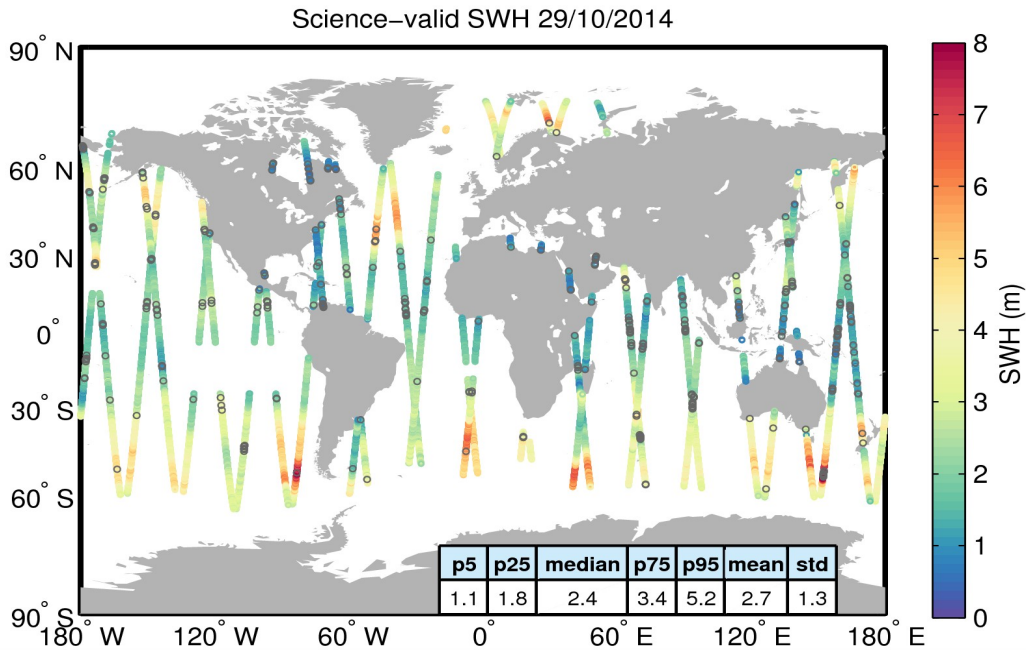 Science−valid SWH 29/10/2014
90° N
60° N
30° N
0°
30° S
60° S
90° S
180° W
120° W
60° W
0°
60° E
120° E
180° E
p5 p25 median p75 p95 mean std
1.1 1.8 2.4 3.4 5.2 2.7 1.3
8
7
6
5
4
3
2
1
0
SWH (m)